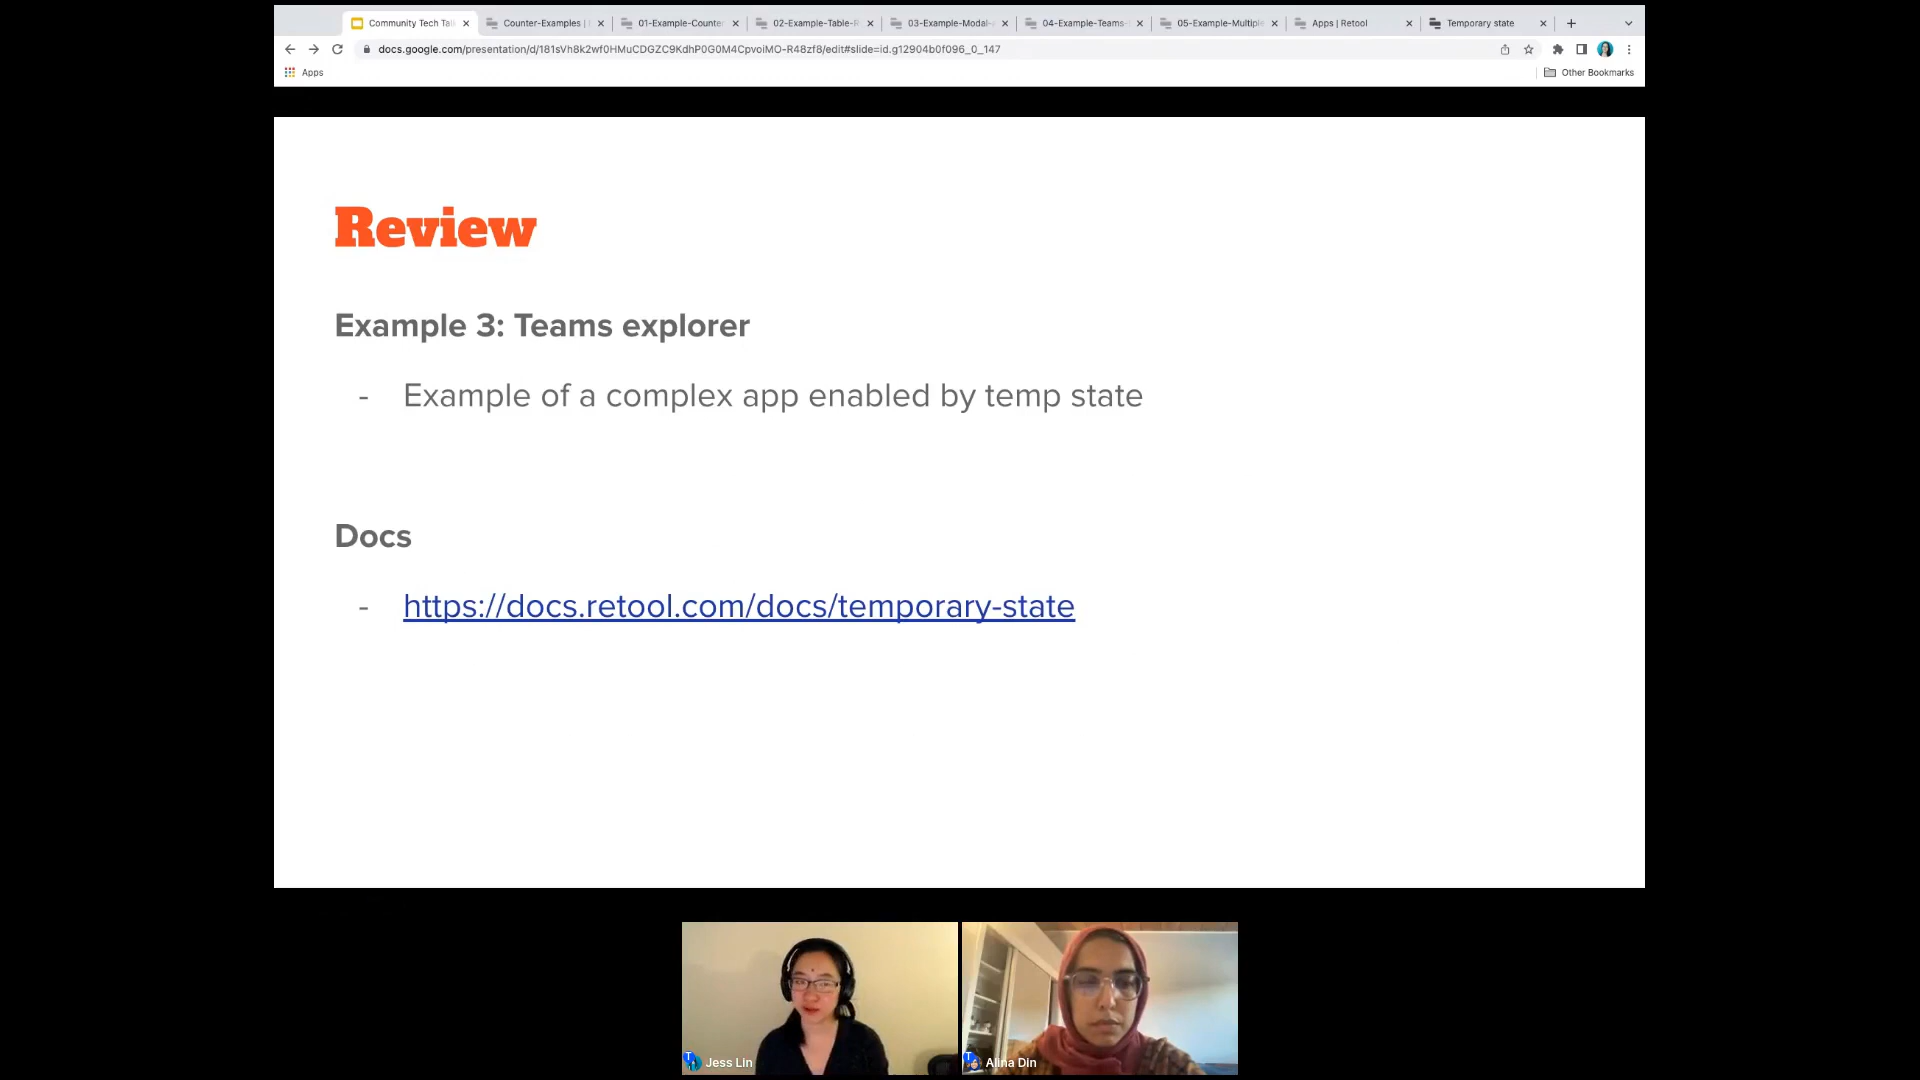 Community Tech Tal
Counter-Examples |
01-Example-Counte
02-Example-Table-R
03-Example-Modal-
04-Example-Teams-
05-Example-Multiple
Apps | Retool
Temporary state
docs.google.com/presentation/d/181sVh8k2wf0HMuCDGZC9KdhP0G0M4CpvoiMO-R48zf8/edit#slide=id.g12904b0f096_0_147
Apps
Other Bookmarks
Review
Example 3: Teams explorer
- Example of a complex app enabled by temp state
Docs
- https://docs.retool.com/docs/temporary-state
Jess Lin
Alina Din